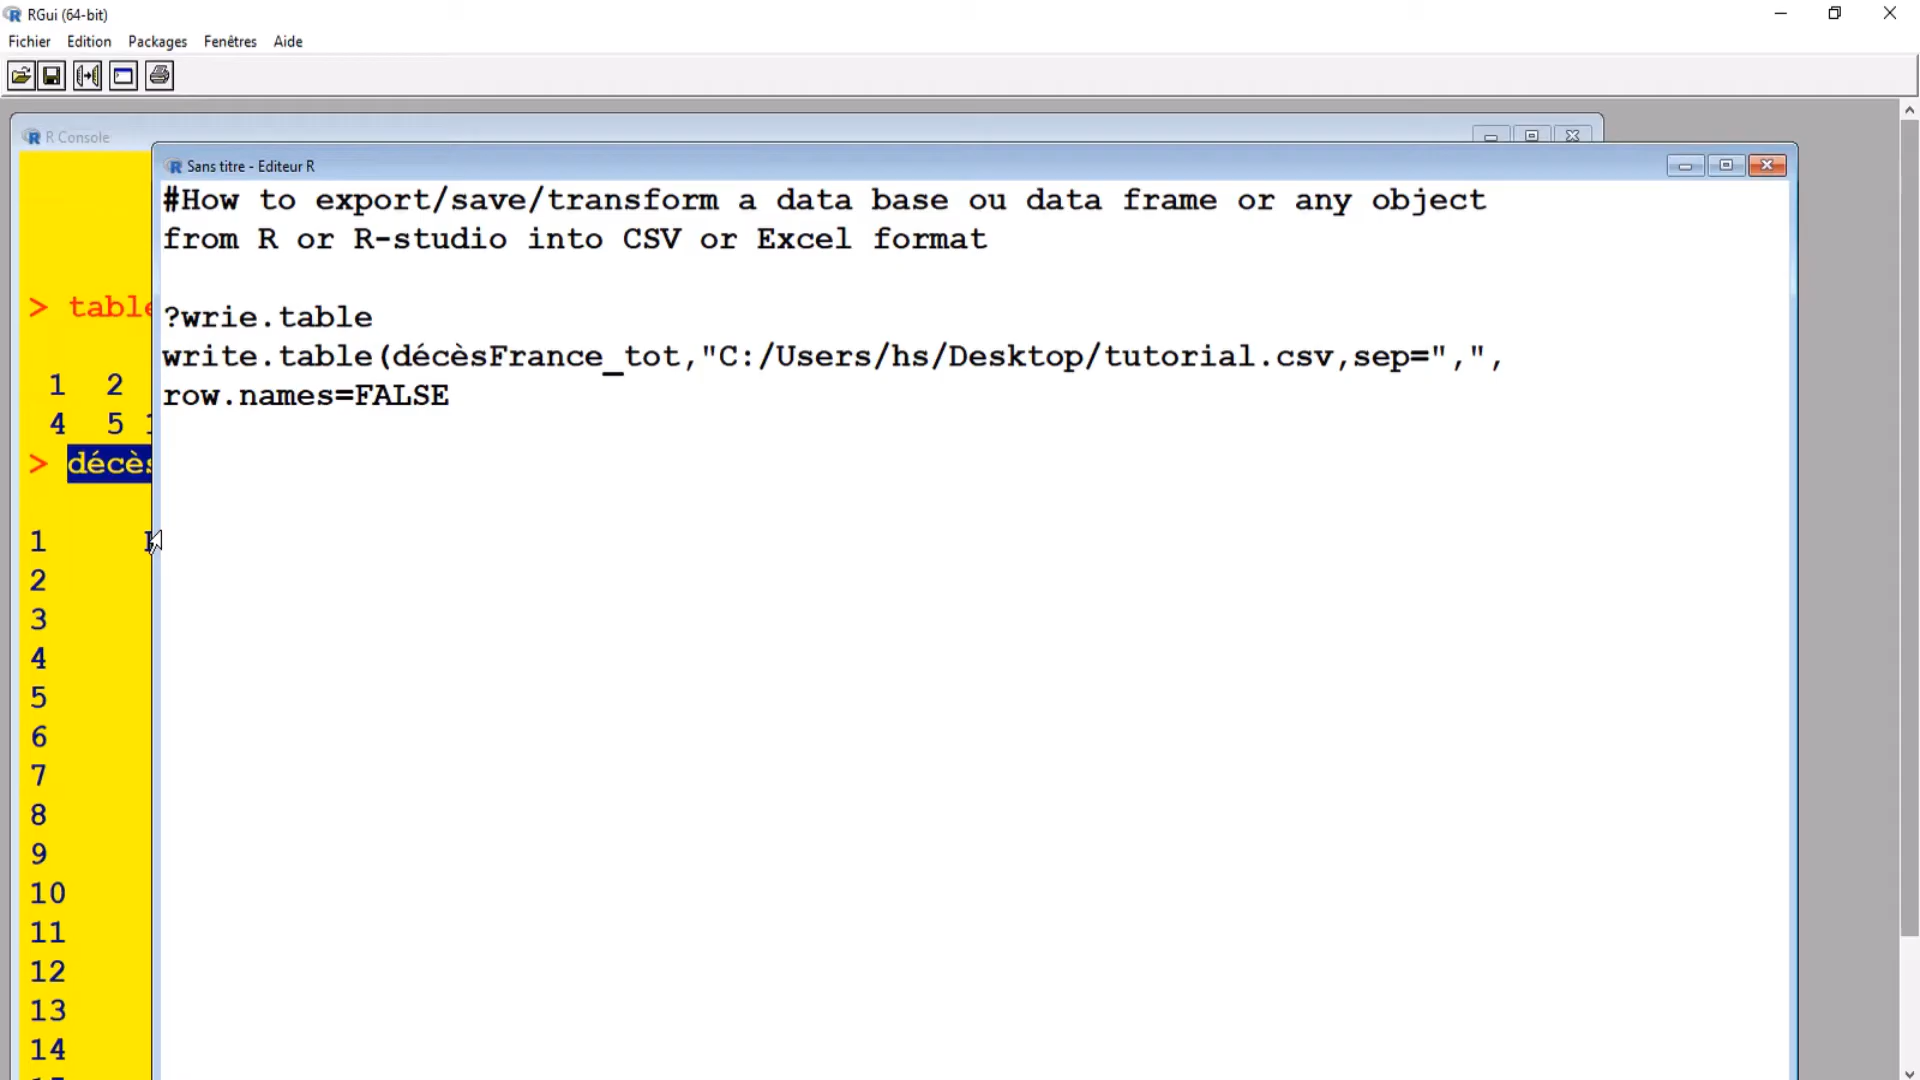 RGui (64-bit)
Fichier Edition Packages Fenêtres Aide
R Console
Sans titre - Editeur R
#How to export/save/transform a data base ou data frame or any object
from R or R-studio into CSV or Excel format
?wrie.table
write.table(décèsFrance_tot,"C:/Users/hs/Desktop/tutorial.csv,sep=",",
row.names=FALSE
> table
1 2
4 5
> décès
1
2
3
4
5
6
7
8
9
10
11
12
13
14